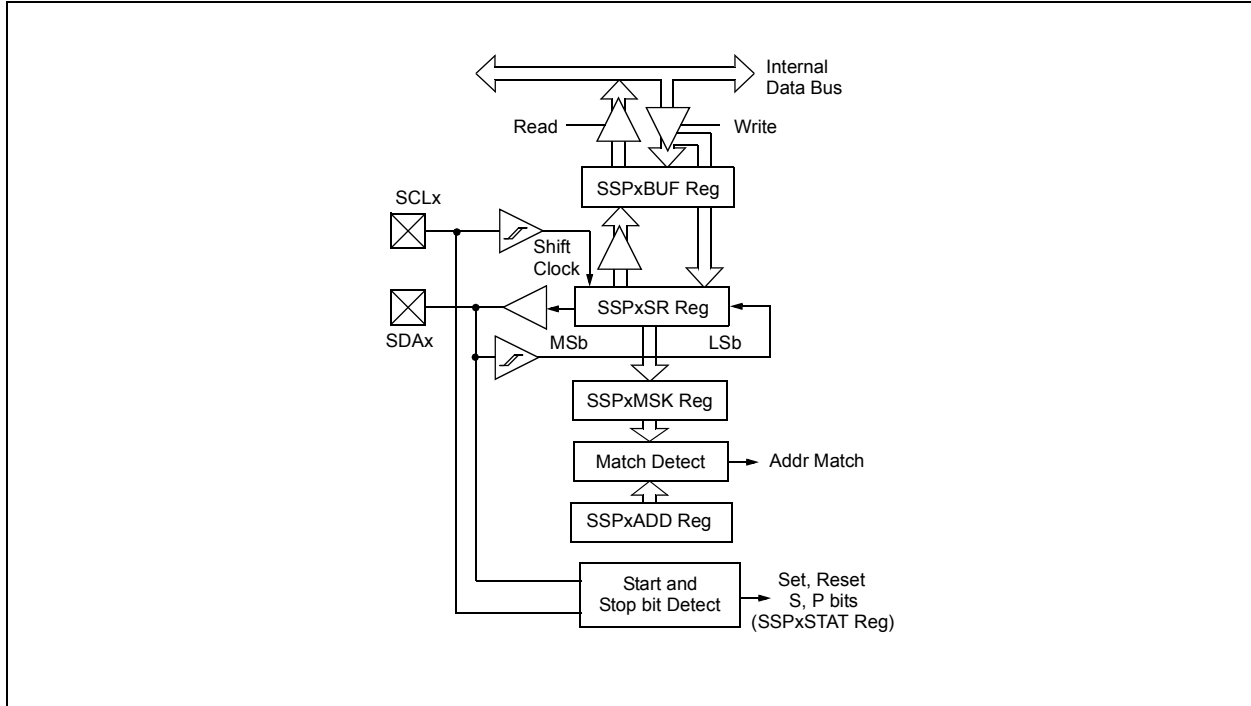 Internal
Data Bus
Read
Write
SSPxBUF Reg
SCLx
Shift
Clock
SSPxSR Reg
SDAx
MSb
LSb
SSPxMSK Reg
Match Detect
Addr Match
SSPxADD Reg
Start and
Stop bit Detect
Set, Reset
S, P bits
(SSPxSTAT Reg)